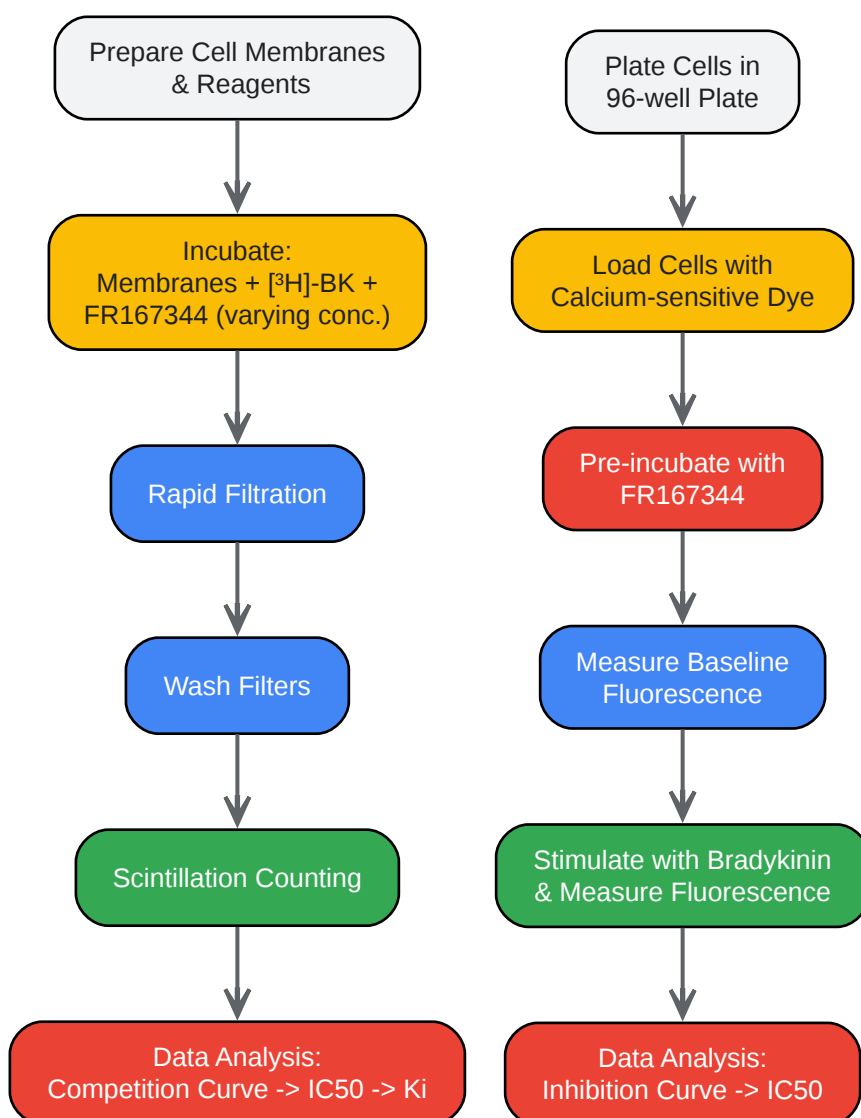 Prepare Cell Membranes
& Reagents
Incubate:
Membranes + [³H]-BK +
FR167344 (varying conc.)
Rapid Filtration
Wash Filters
Scintillation Counting
Data Analysis:
Competition Curve -> IC50 -> Ki
Plate Cells in
96-well Plate
Load Cells with
Calcium-sensitive Dye
Pre-incubate with
FR167344
Measure Baseline
Fluorescence
Stimulate with Bradykinin
& Measure Fluorescence
Data Analysis:
Inhibition Curve -> IC50